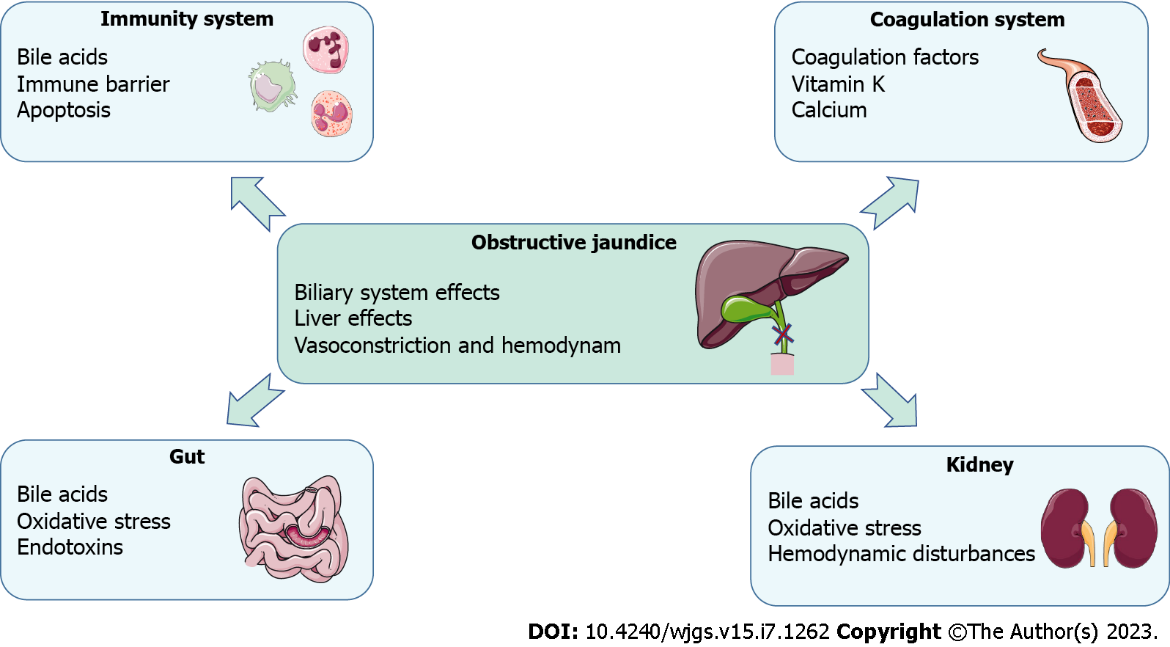 Immunity system
Bile acids
Immune barrier
Apoptosis
Coagulation system
Coagulation factors
Vitamin K
Calcium
Obstructive jaundice
Biliary system effects
Liver effects
Vasoconstriction and hemodynam
Gut
Bile acids
Oxidative stress
Endotoxins
Kidney
Bile acids
Oxidative stress
Hemodynamic disturbances
DOI: 10.4240/wjgs.v15.i7.1262 Copyright ©The Author(s) 2023.